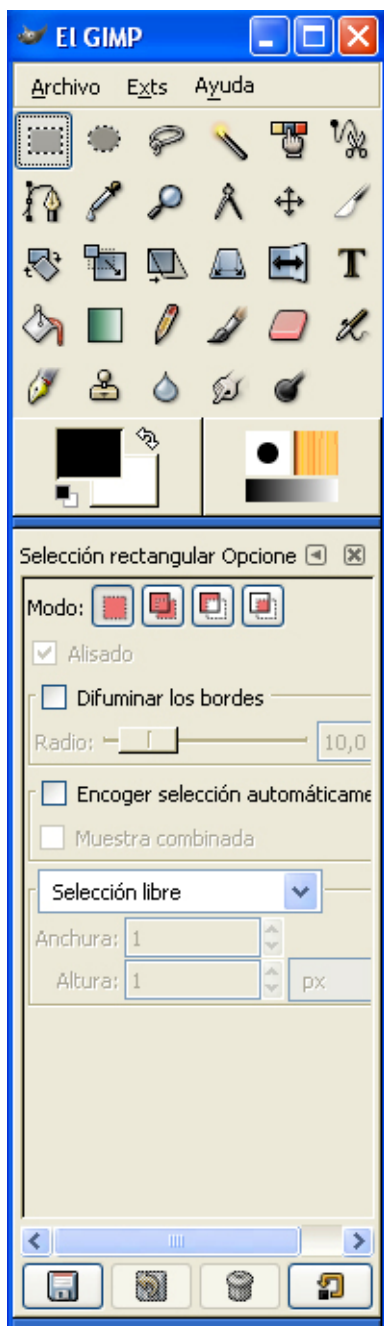 El GIMP
Archivo Exts Ayuda
T
Selección rectangular Opcione
Modo:
Alisado
Difuminar los bordes
Radio: 10,0
Encoger selección automáticame
Muestra combinada
Selección libre
Anchura: 1
Altura: 1 px